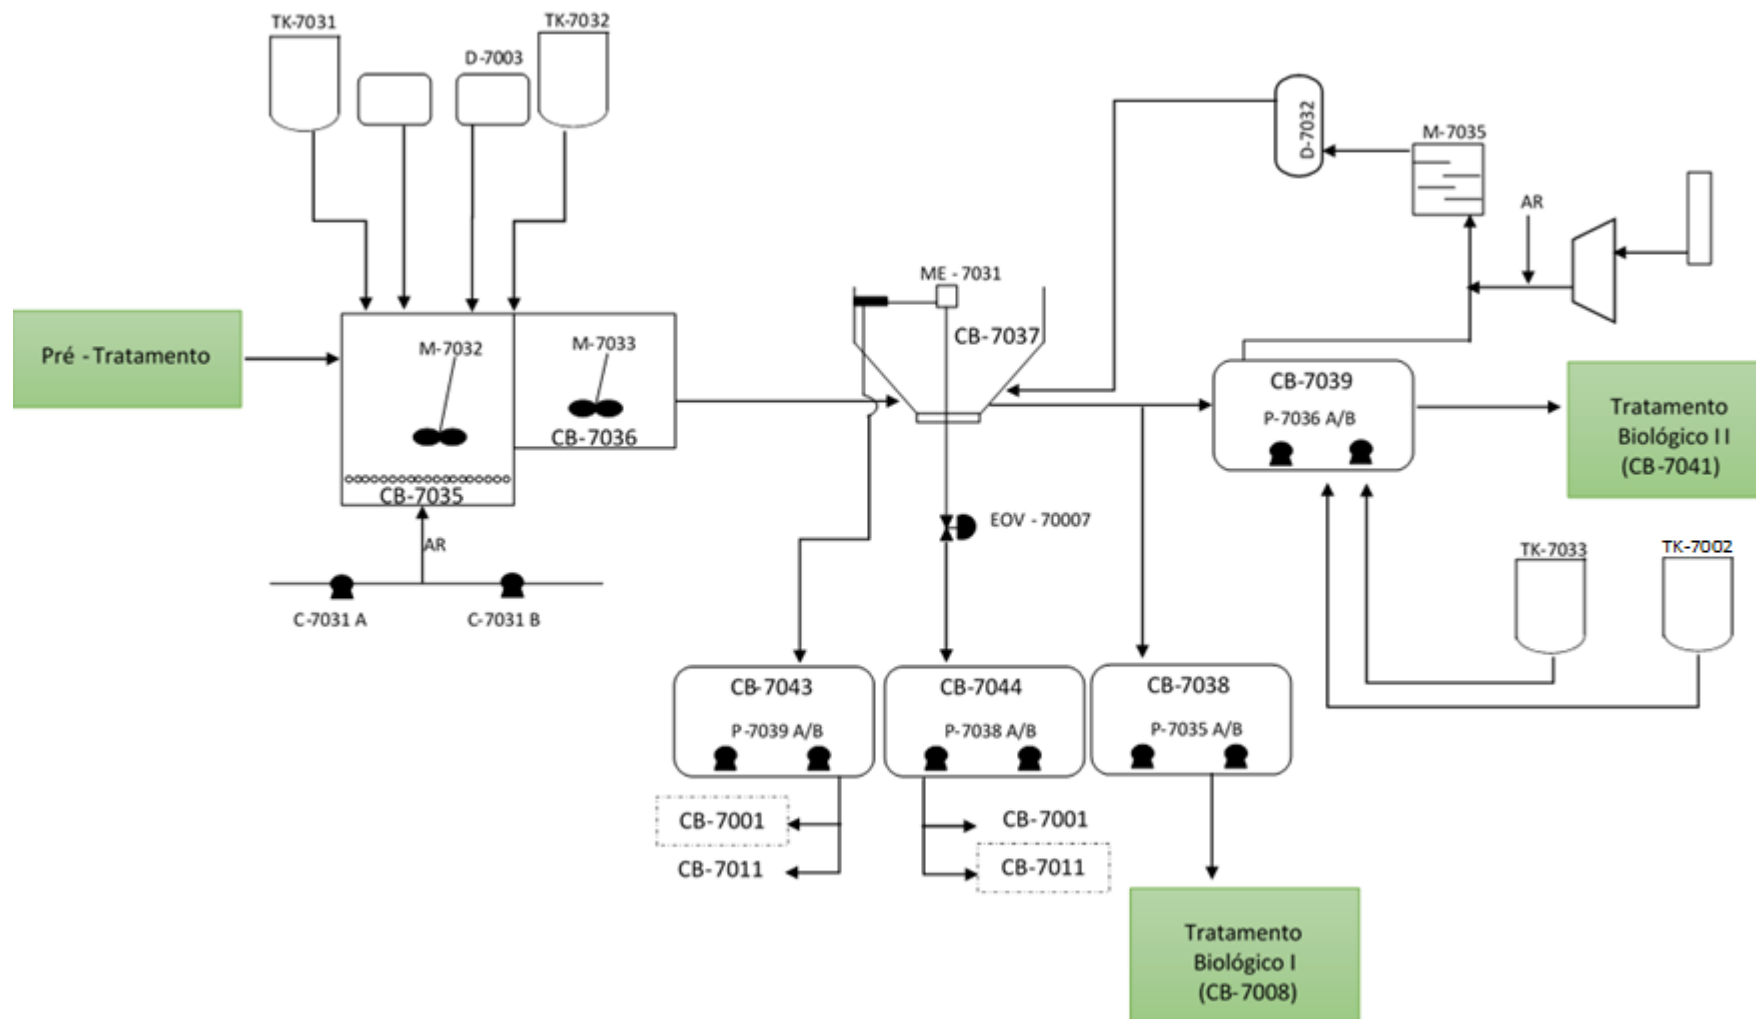 TK-7031
TK-7032
D-7003
D-7032
M-7035
AR
ME - 7031
CB-7037
Pré - Tratamento
M-7032
M-7033
CB-7036
CB-7035
AR
C-7031 A
C-7031 B
CB-7039
P-7036 A/B
Tratamento
Biológico II
(CB-7041)
EOV - 70007
TK-7033
TK-7002
CB-7043
P-7039 A/B
CB-7044
P-7038 A/B
CB-7038
P-7035 A/B
CB-7001
CB-7011
CB-7001
CB-7011
Tratamento
Biológico I
(CB-7008)